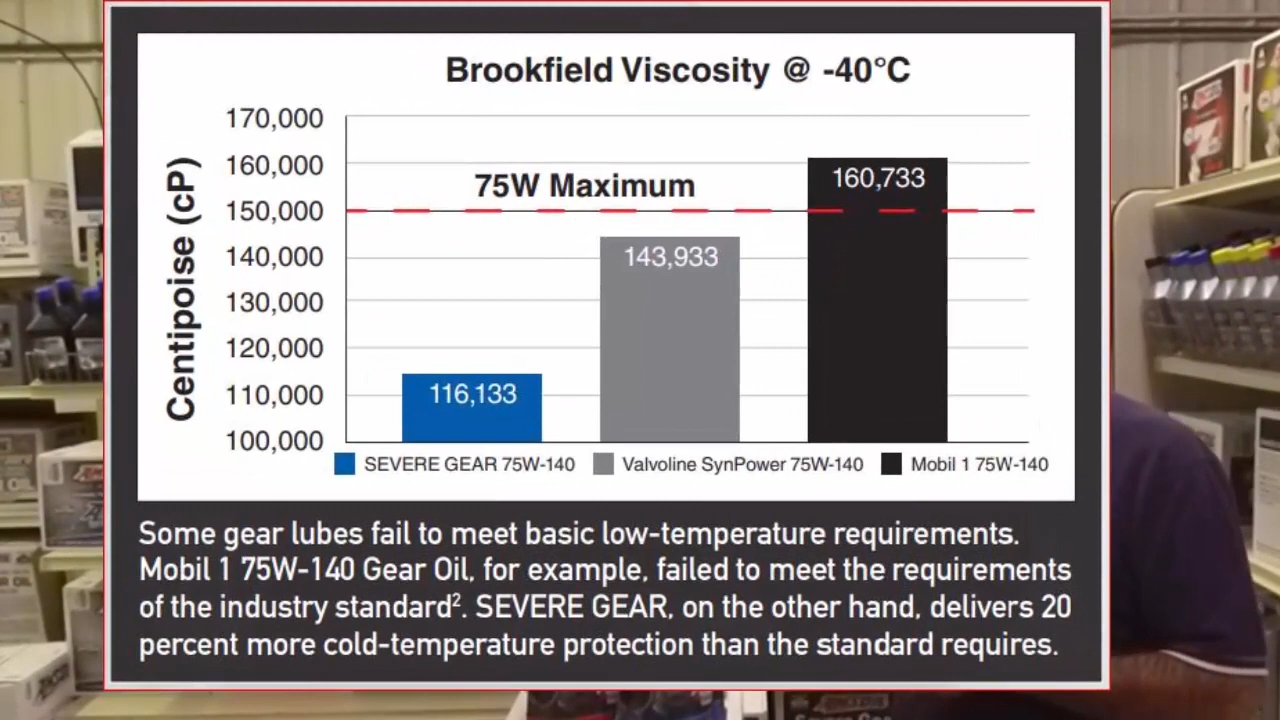 Brookfield Viscosity @ -40°C
Centipoise (cP)
170,000
160,000
150,000
140,000
130,000
120,000
110,000
100,000
75W Maximum
116,133
143,933
160,733
SEVERE GEAR 75W-140
Valvoline SynPower 75W-140
Mobil 1 75W-140
Some gear lubes fail to meet basic low-temperature requirements.
Mobil 1 75W-140 Gear Oil, for example, failed to meet the requirements
of the industry standard². SEVERE GEAR, on the other hand, delivers 20
percent more cold-temperature protection than the standard requires.